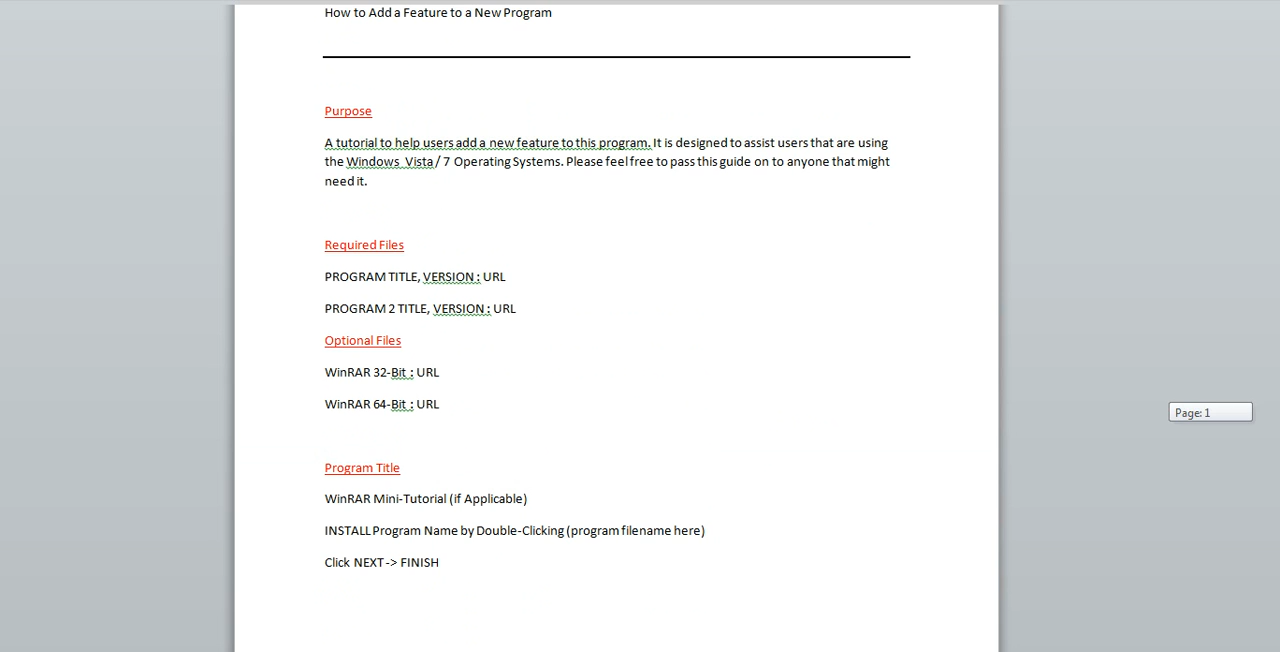 How to Add a Feature to a New Program
Purpose
A tutorial to help users add a new feature to this program. It is designed to assist users that are using
the Windows Vista / 7 Operating Systems. Please feel free to pass this guide on to anyone that might
need it.
Required Files
PROGRAM TITLE, VERSION : URL
PROGRAM 2 TITLE, VERSION : URL
Optional Files
WinRAR 32-Bit : URL
WinRAR 64-Bit : URL
Page: 1
Program Title
WinRAR Mini-Tutorial (if Applicable)
INSTALL Program Name by Double-Clicking (program filename here)
Click NEXT -> FINISH